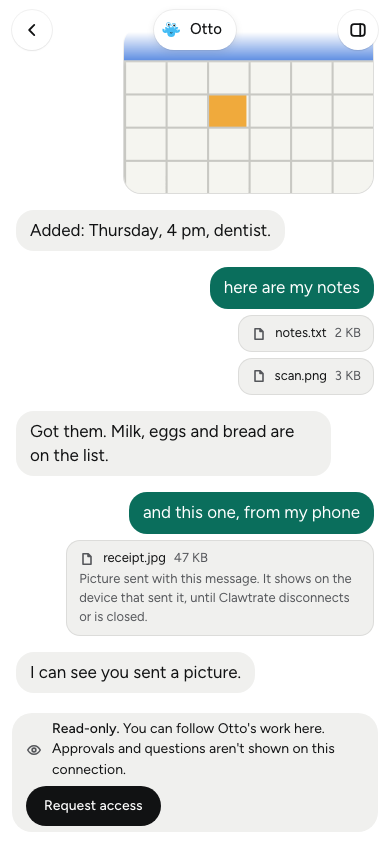 Otto
Added: Thursday, 4 pm, dentist.
here are my notes
notes.txt 2 KB
scan.png 3 KB
Got them. Milk, eggs and bread are
on the list.
and this one, from my phone
receipt.jpg 47 KB
Picture sent with this message. It shows on the
device that sent it, until Clawtrate disconnects
or is closed.
I can see you sent a picture.
Read-only. You can follow Otto's work here.
Approvals and questions aren't shown on this
connection.
Request access